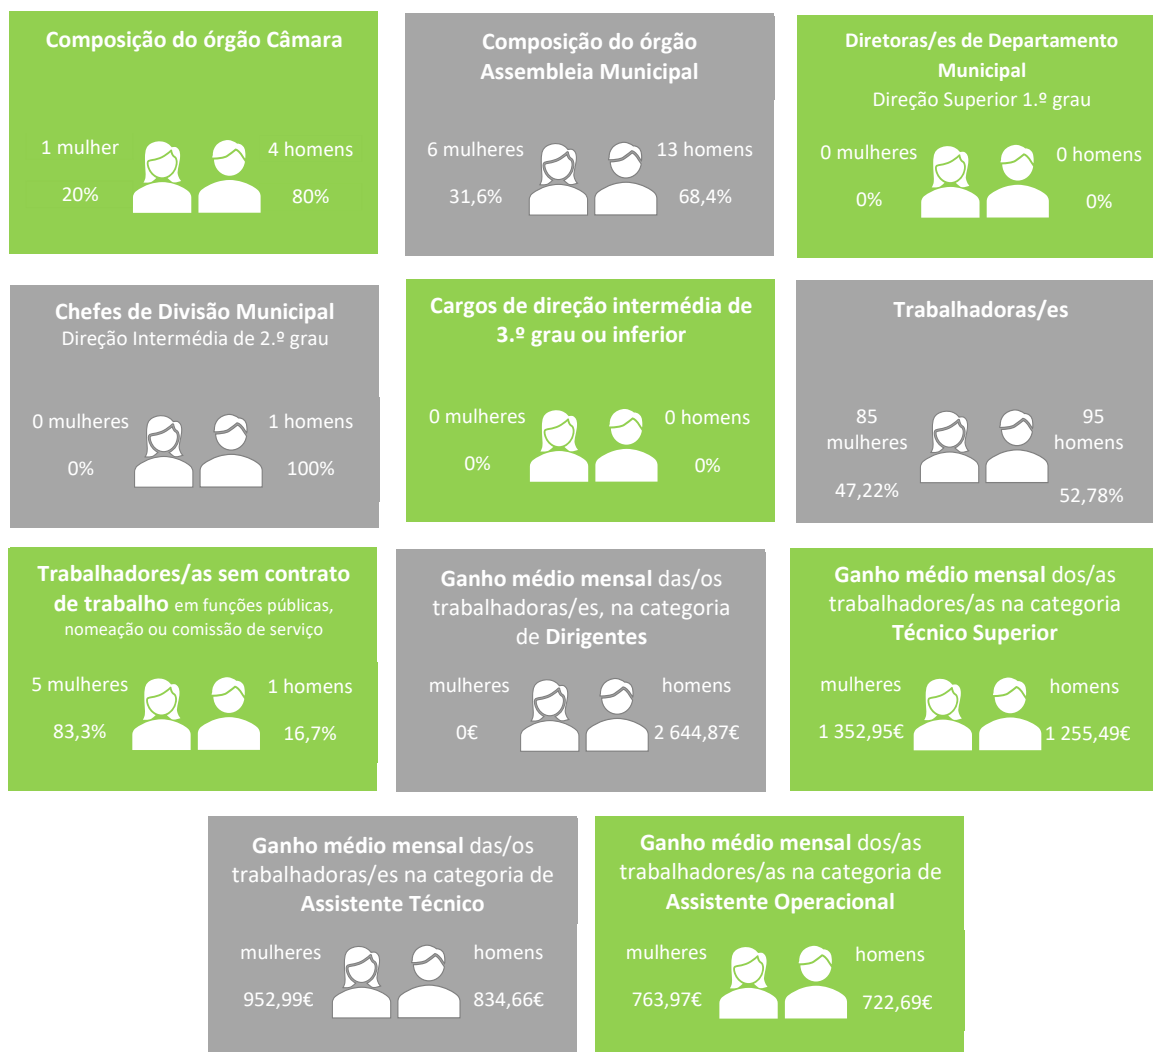 Composição do órgão Câmara
1 mulher
4 homens
20%
80%
Composição do órgão
Assembleia Municipal
6 mulheres
13 homens
31,6%
68,4%
Diretoras/es de Departamento
Municipal
Direção Superior 1.º grau
0 mulheres
0 homens
0%
0%
Chefes de Divisão Municipal
Direção Intermédia de 2.º grau
0 mulheres
1 homens
0%
100%
Cargos de direção intermédia de
3.º grau ou inferior
0 mulheres
0 homens
0%
0%
Trabalhadoras/es
85
mulheres
95
homens
47,22%
52,78%
Trabalhadores/as sem contrato
de trabalho em funções públicas,
nomeação ou comissão de serviço
5 mulheres
1 homens
83,3%
16,7%
Ganho médio mensal das/os
trabalhadoras/es, na categoria
de Dirigentes
mulheres
homens
0€
2 644,87€
Ganho médio mensal dos/as
trabalhadores/as na categoria
Técnico Superior
mulheres
homens
1 352,95€
1 255,49€
Ganho médio mensal das/os
trabalhadoras/es na categoria de
Assistente Técnico
mulheres
homens
952,99€
834,66€
Ganho médio mensal dos/as
trabalhadores/as na categoria de
Assistente Operacional
mulheres
homens
763,97€
722,69€